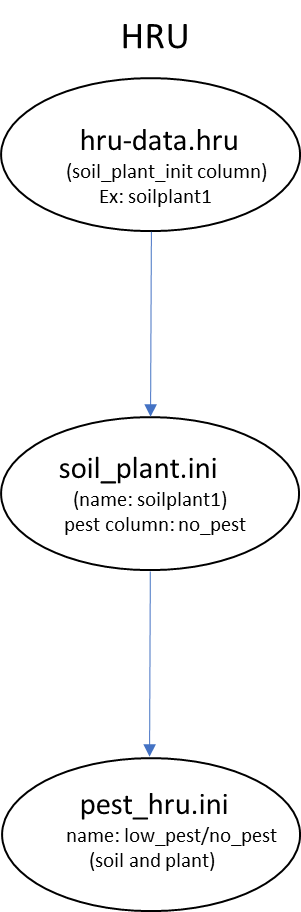 HRU
hru-data.hru
(soil_plant_init column)
Ex: soilplant1
soil_plant.ini
(name: soilplant1)
pest column: no_pest
pest_hru.ini
name: low_pest/no_pest
(soil and plant)